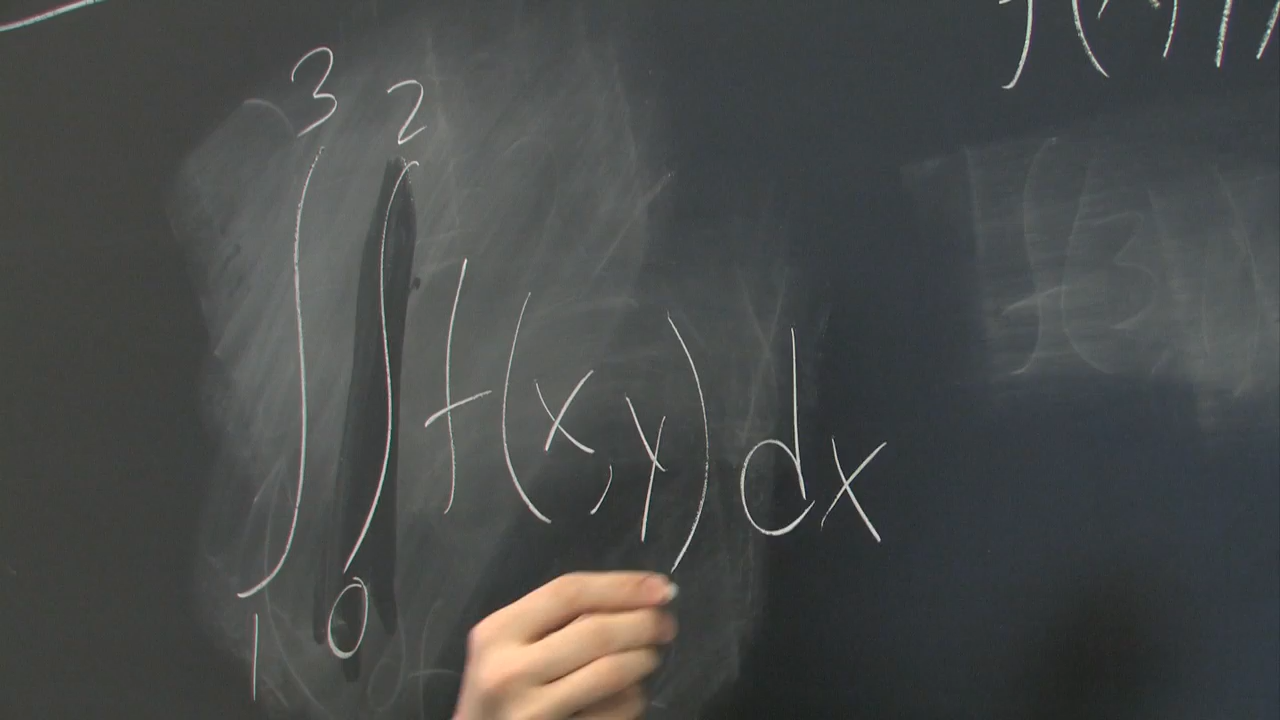 ∫₁³ ∫₀² f(x,y) dx